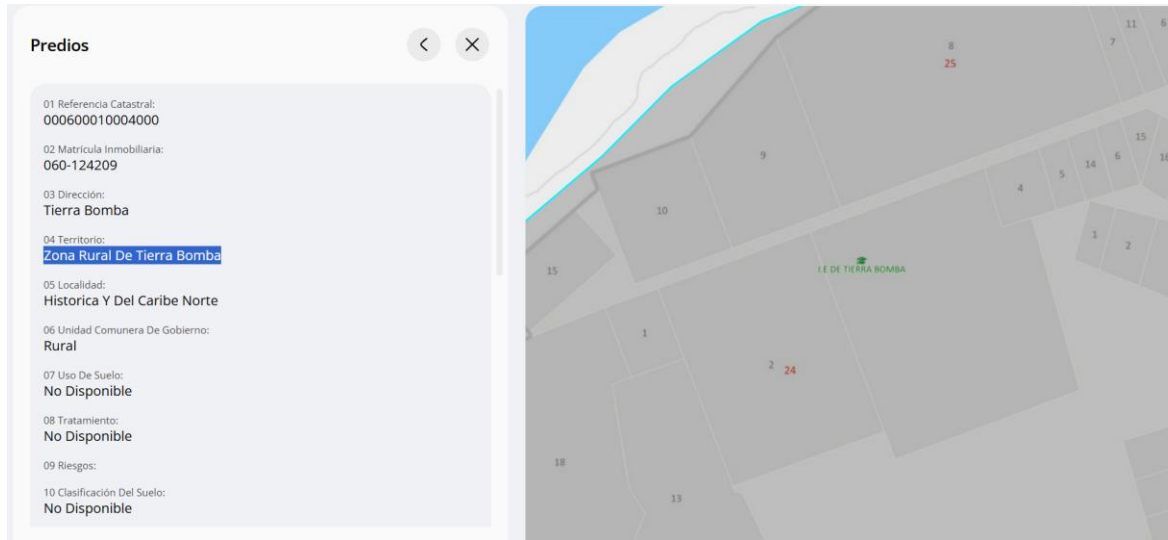 Predios
01 Referencia Catastral:
000600010004000
02 Matricula Inmobiliaria:
060-124209
03 Dirección:
Tierra Bomba
04 Territorio:
Zona Rural De Tierra Bomba
05 Localidad:
Historica Y Del Caribe Norte
06 Unidad Comunera De Gobierno:
Rural
07 Uso De Suelo:
No Disponible
08 Tratamiento:
No Disponible
09 Riesgos:
10 Clasificación Del Suelo:
No Disponible
11
6
7
8
25
15
9
14
6
16
5
4
10
1
2
15
I.E DE TIERRA BOMBA
1
2
24
18
13